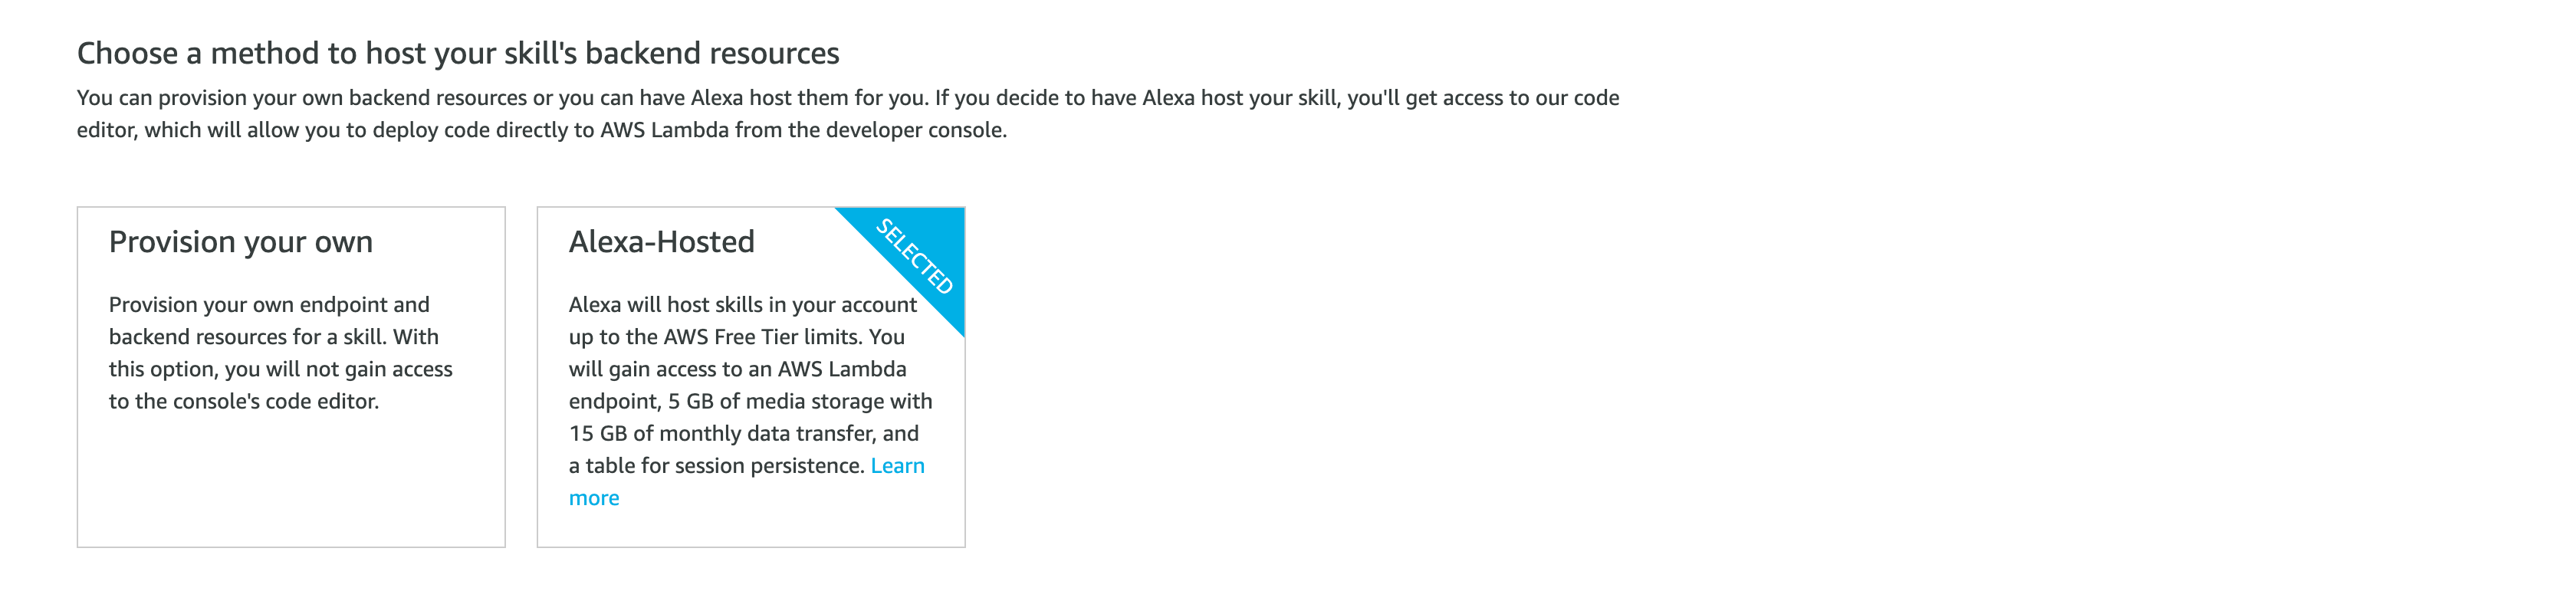 Choose a method to host your skill's backend resources
You can provision your own backend resources or you can have Alexa host them for you. If you decide to have Alexa host your skill, you'll get access to our code
editor, which will allow you to deploy code directly to AWS Lambda from the developer console.
Provision your own
Provision your own endpoint and
backend resources for a skill. With
this option, you will not gain access
to the console's code editor.
Alexa-Hosted
SELECTED
Alexa will host skills in your account
up to the AWS Free Tier limits. You
will gain access to an AWS Lambda
endpoint, 5 GB of media storage with
15 GB of monthly data transfer, and
a table for session persistence. Learn
more